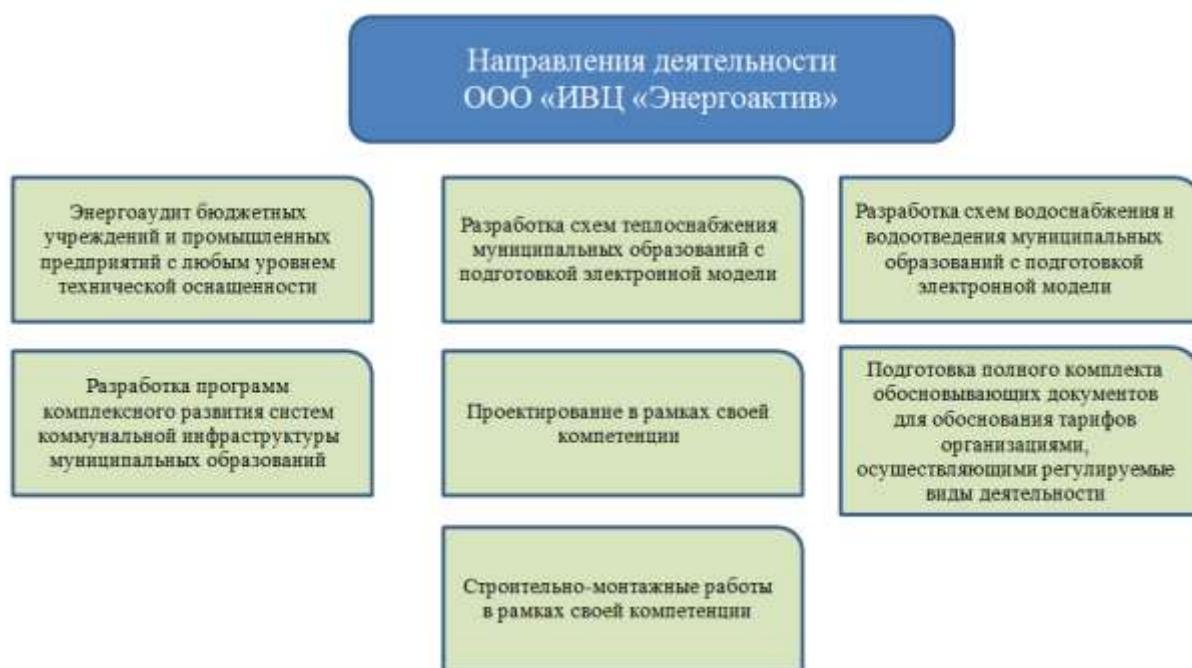 Направления деятельности
ООО «ИВЦ «Энергоактив»
Энергоаудит бюджетных
учреждений и промышленных
предприятий с любым уровнем
технической оснащенности
Разработка схем теплоснабжения
муниципальных образований с
подготовкой электронной модели
Разработка схем водоснабжения и
водоотведения муниципальных
образований с подготовкой
электронной модели
Разработка программ
комплексного развития систем
коммунальной инфраструктуры
муниципальных образований
Проектирование в рамках своей
компетенции
Подготовка полного комплекта
обосновывающих документов
для обоснования тарифов
организациями,
осуществляющими регулируемые
виды деятельности
Строительно-монтажные работы
в рамках своей компетенции